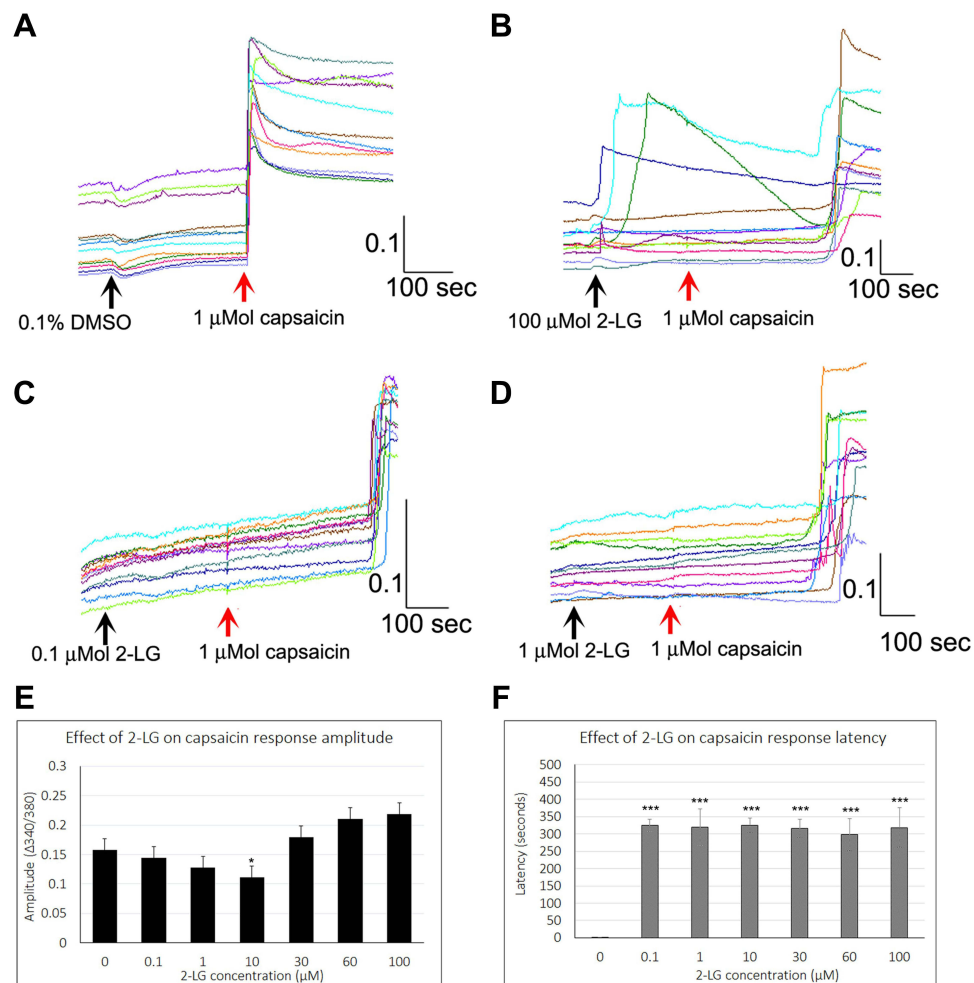 A
B
0.1
100 sec
0.1% DMSO
1 μMol capsaicin
0.1
100 sec
100 μMol 2-LG
1 μMol capsaicin
C
D
0.1
100 sec
0.1 μMol 2-LG
1 μMol capsaicin
0.1
100 sec
1 μMol 2-LG
1 μMol capsaicin
E
Effect of 2-LG on capsaicin response amplitude
Amplitude (Δ340/380)
0.3
0.25
0.2
0.15
0.1
0.05
0
*
0 0.1 1 10 30 60 100
2-LG concentration (μM)
F
Effect of 2-LG on capsaicin response latency
Latency (seconds)
500
450
400
350
300
250
200
150
100
50
0
*** *** *** *** *** ***
0 0.1 1 10 30 60 100
2-LG concentration (μM)